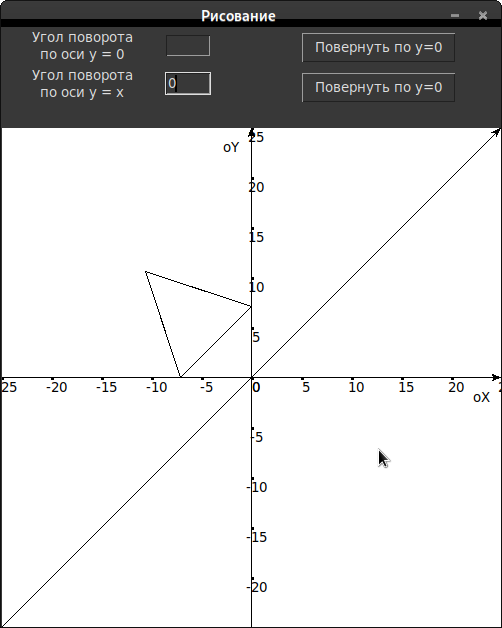 Рисование
Угол поворота
по оси y = 0
Повернуть по y=0
Угол поворота
по оси y = x
0
Повернуть по y=0
25
oY
20
15
10
5
25 -20 -15 -10 -5 0 5 10 15 20
oX
-5
-10
-15
-20